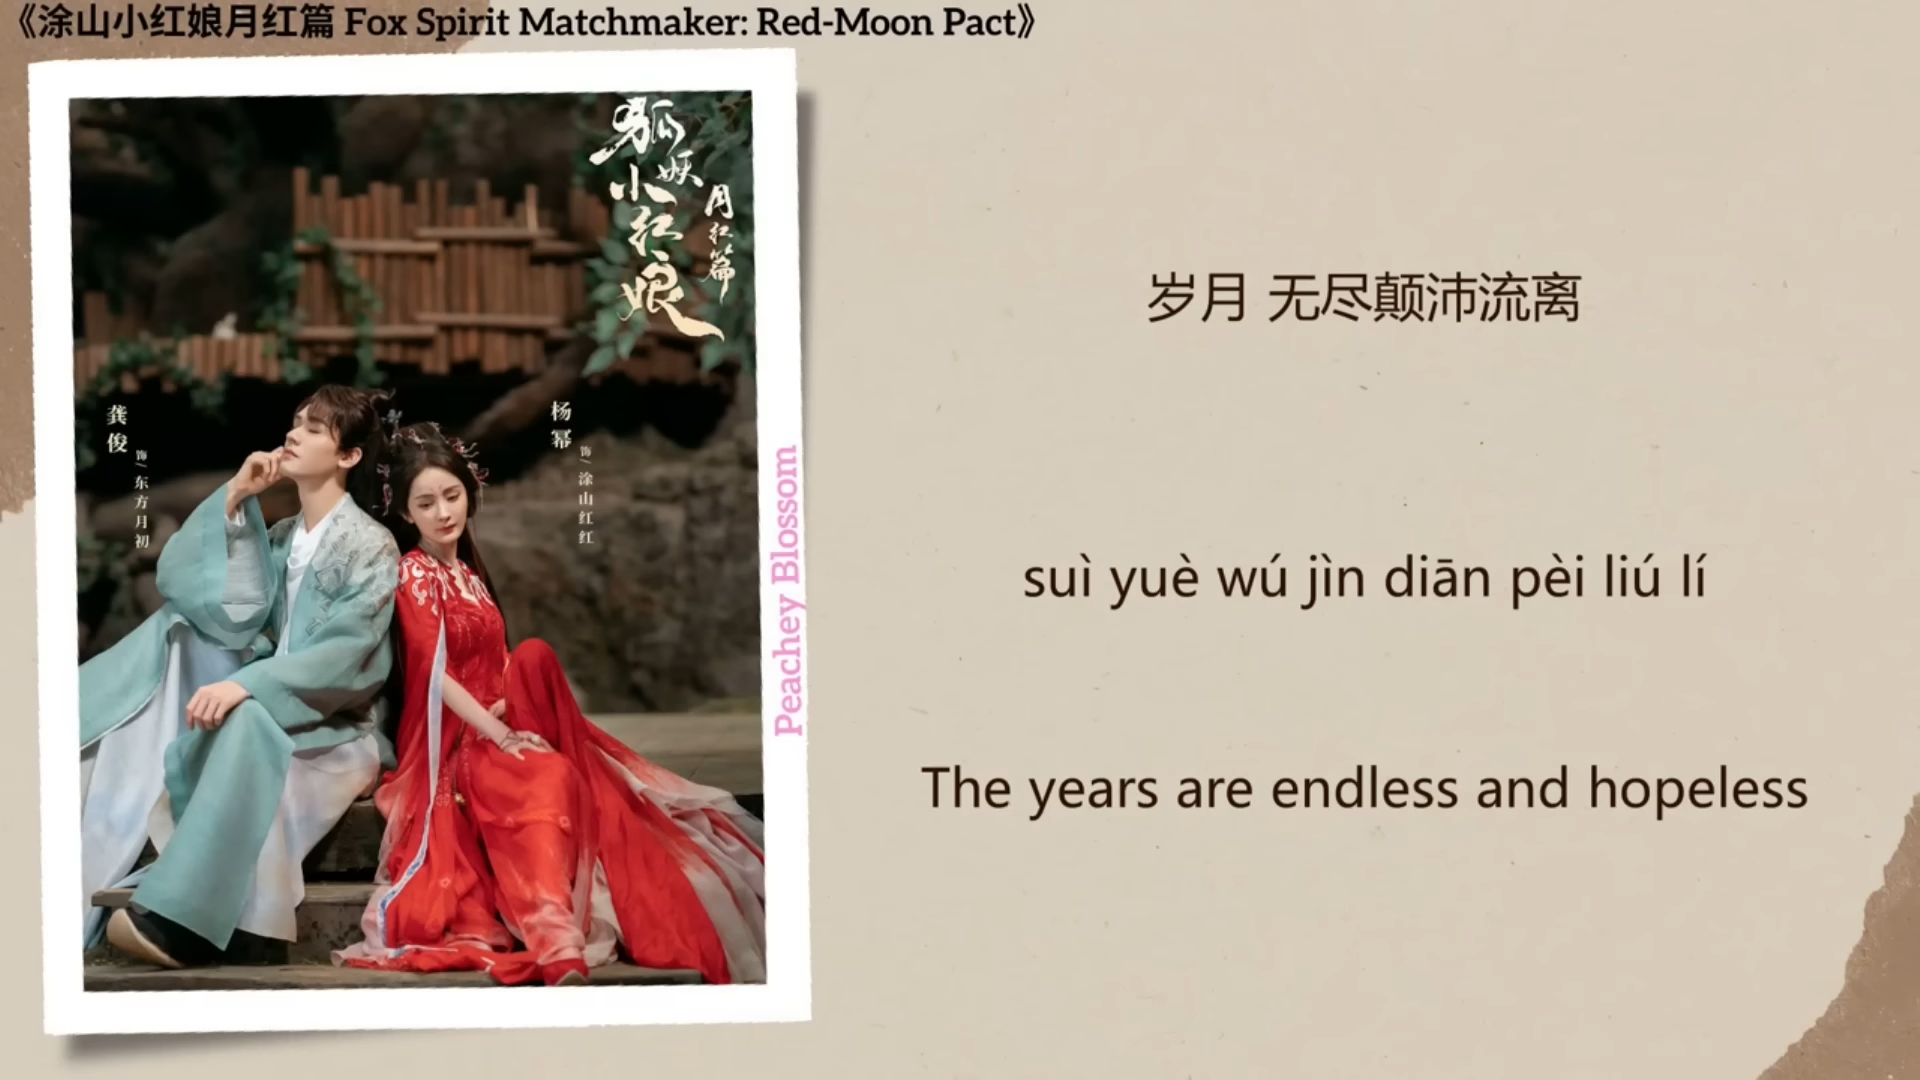 《涂山小红娘月红篇 Fox Spirit Matchmaker: Red-Moon Pact》
狐妖小红娘
月红篇
龚俊
饰/东方月初
杨幂
饰/涂山红红
Peachey Blossom
岁月 无尽颠沛流离
suì yuè wú jìn diān pèi liú lí
The years are endless and hopeless